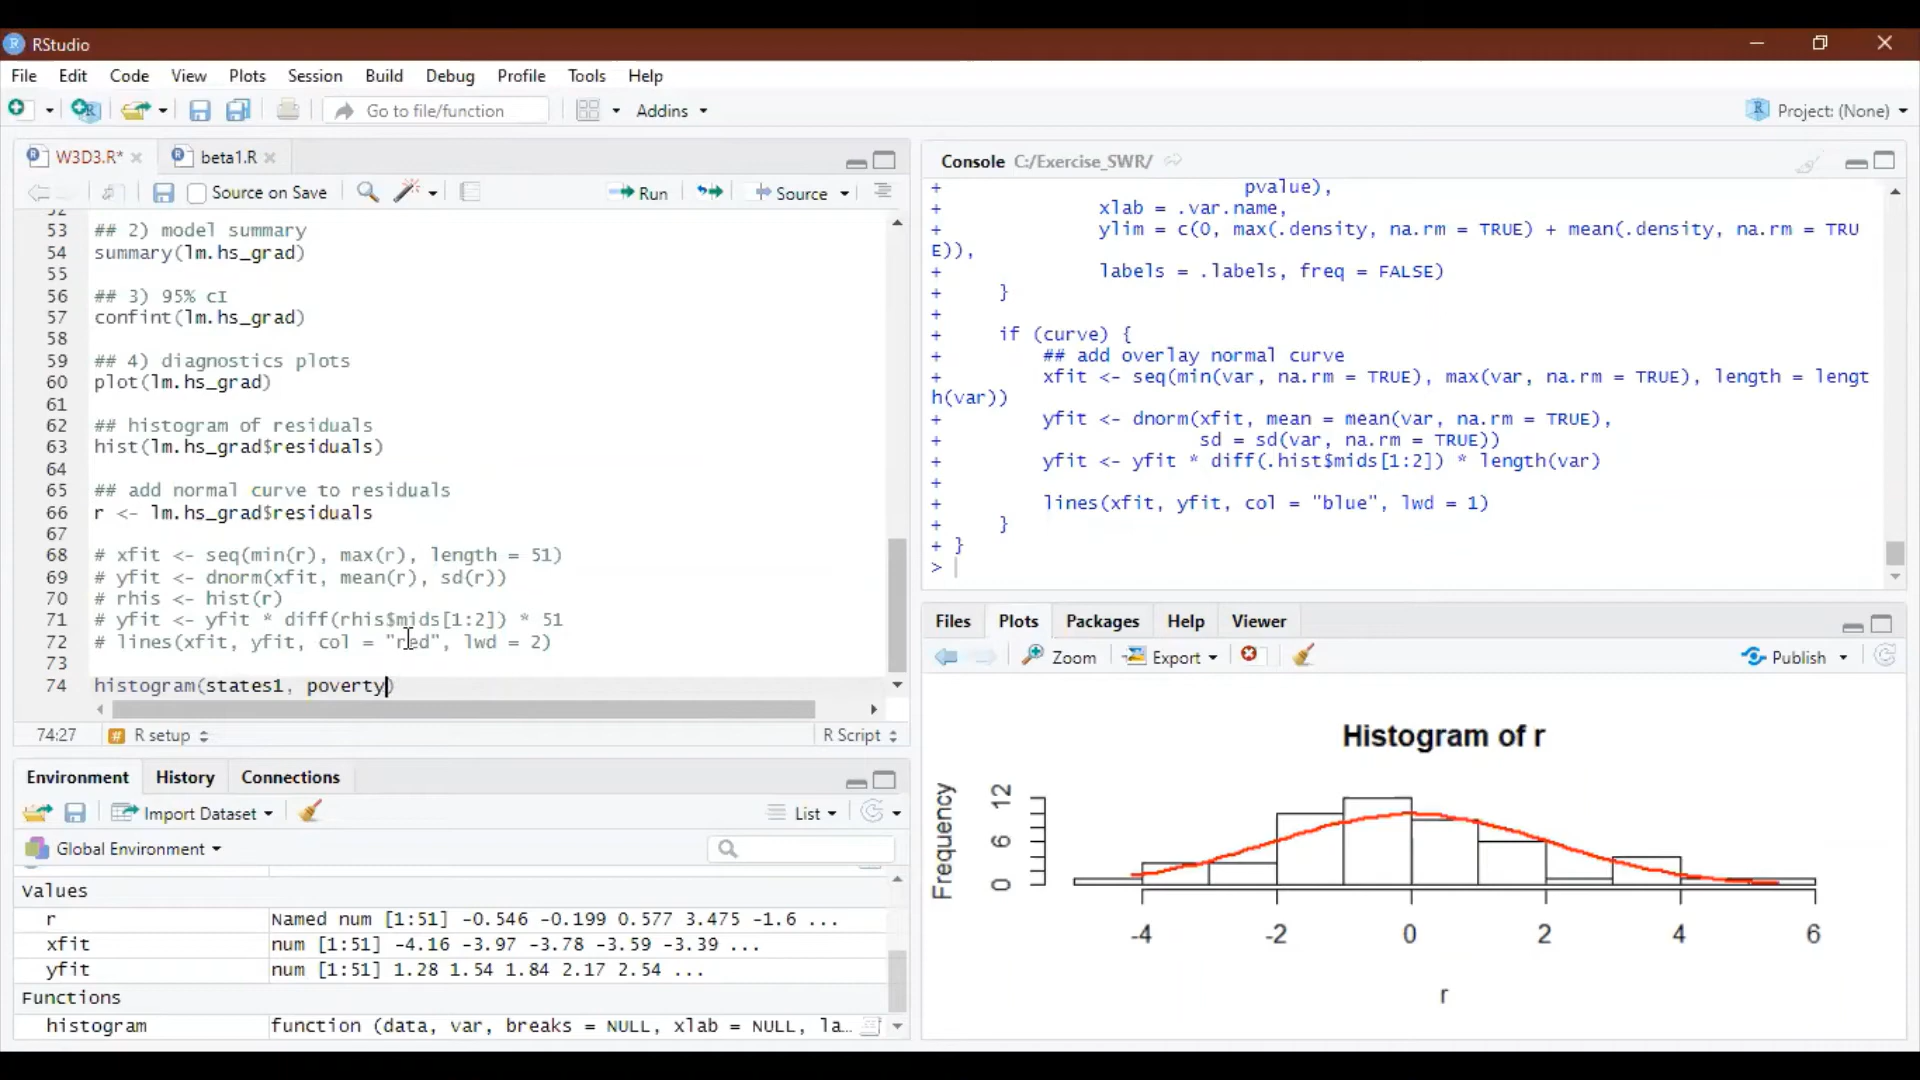 RStudio
File Edit Code View Plots Session Build Debug Profile Tools Help
Go to file/function Addins Project: (None)
W3D3.R* beta1.R
Source on Save Run Source
53 ## 2) model summary
54 summary(lm.hs_grad)
55
56 ## 3) 95% cI
57 confint(lm.hs_grad)
58
59 ## 4) diagnostics plots
60 plot(lm.hs_grad)
61
62 ## histogram of residuals
63 hist(lm.hs_grad$residuals)
64
65 ## add normal curve to residuals
66 r <- lm.hs_grad$residuals
67
68 # xfit <- seq(min(r), max(r), length = 51)
69 # yfit <- dnorm(xfit, mean(r), sd(r))
70 # rhis <- hist(r)
71 # yfit <- yfit * diff(rhis$mids[1:2]) * 51
72 # lines(xfit, yfit, col = "red", lwd = 2)
73
74 histogram(states1, poverty)
74:27 # R setup R Script
Environment History Connections
Import Dataset List
Global Environment
Values
r Named num [1:51] -0.546 -0.199 0.577 3.475 -1.6 ...
xfit num [1:51] -4.16 -3.97 -3.78 -3.59 -3.39 ...
yfit num [1:51] 1.28 1.54 1.84 2.17 2.54 ...
Functions
histogram function (data, var, breaks = NULL, xlab = NULL, la...
Console C:/Exercise_SWR/
+ pvalue),
+ xlab = .var.name,
+ ylim = c(0, max(.density, na.rm = TRUE) + mean(.density, na.rm = TRU
E)),
+ labels = .labels, freq = FALSE)
+ }
+
+ if (curve) {
+ ## add overlay normal curve
+ xfit <- seq(min(var, na.rm = TRUE), max(var, na.rm = TRUE), length = lengt
h(var))
+ yfit <- dnorm(xfit, mean = mean(var, na.rm = TRUE),
+ sd = sd(var, na.rm = TRUE))
+ yfit <- yfit * diff(.hist$mids[1:2]) * length(var)
+
+ lines(xfit, yfit, col = "blue", lwd = 1)
+ }
+ }
>
Files Plots Packages Help Viewer
Zoom Export Publish
Histogram of r
Frequency
12
6
0
-4 -2 0 2 4 6
r